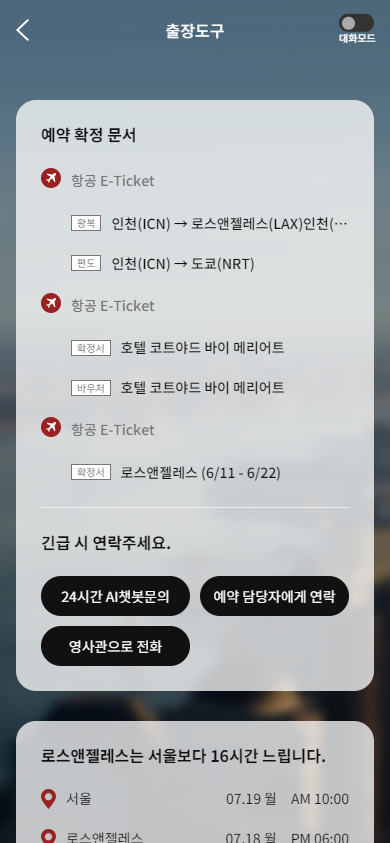 출장도구
대화모드
예약 확정 문서
항공 E-Ticket
왕복 인천(ICN) → 로스앤젤레스(LAX)인천(⋯
편도 인천(ICN) → 도쿄(NRT)
항공 E-Ticket
확정서 호텔 코트야드 바이 메리어트
바우처 호텔 코트야드 바이 메리어트
항공 E-Ticket
확정서 로스앤젤레스 (6/11 - 6/22)
긴급 시 연락주세요.
24시간 AI챗봇문의 예약 담당자에게 연락
영사관으로 전화
로스앤젤레스는 서울보다 16시간 느립니다.
서울 07.19 월 AM 10:00
로스앤젤레스 07.18 월 PM 06:00